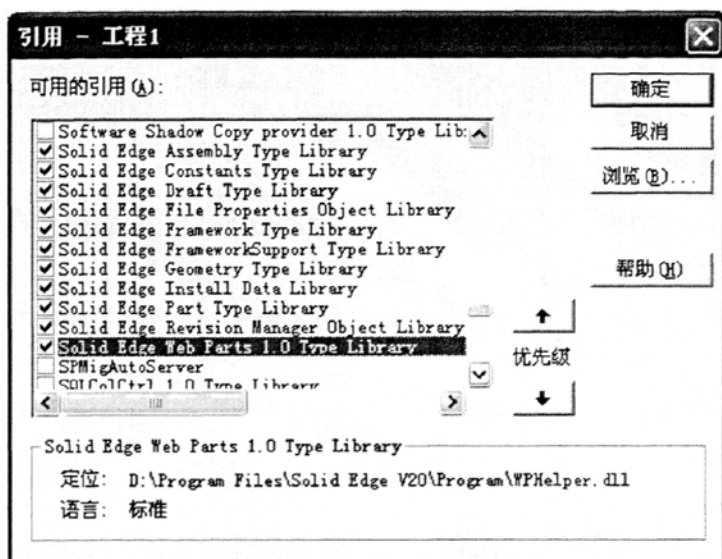 引用 - 工程1
可用的引用(A):
确定
取消
浏览(B)...
帮助(H)
Software Shadow Copy provider 1.0 Type Lib:
Solid Edge Assembly Type Library
Solid Edge Constants Type Library
Solid Edge Draft Type Library
Solid Edge File Properties Object Library
Solid Edge Framework Type Library
Solid Edge FrameworkSupport Type Library
Solid Edge Geometry Type Library
Solid Edge Install Data Library
Solid Edge Part Type Library
Solid Edge Revision Manager Object Library
Solid Edge Web Parts 1.0 Type Library
SPMigAutoServer
SQLColCtrl 1.0 Type Library
优先级
Solid Edge Web Parts 1.0 Type Library
定位: D:\Program Files\Solid Edge V20\Program\WPHelper.dll
语言: 标准